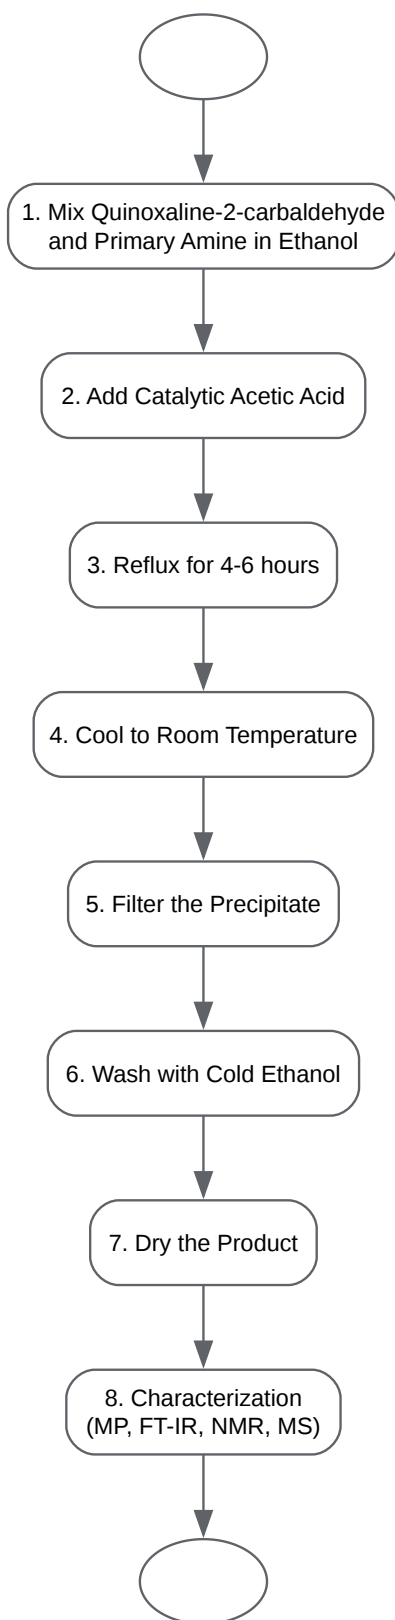 1. Mix Quinoxaline-2-carbaldehyde
and Primary Amine in Ethanol
2. Add Catalytic Acetic Acid
3. Reflux for 4-6 hours
4. Cool to Room Temperature
5. Filter the Precipitate
6. Wash with Cold Ethanol
7. Dry the Product
8. Characterization
(MP, FT-IR, NMR, MS)